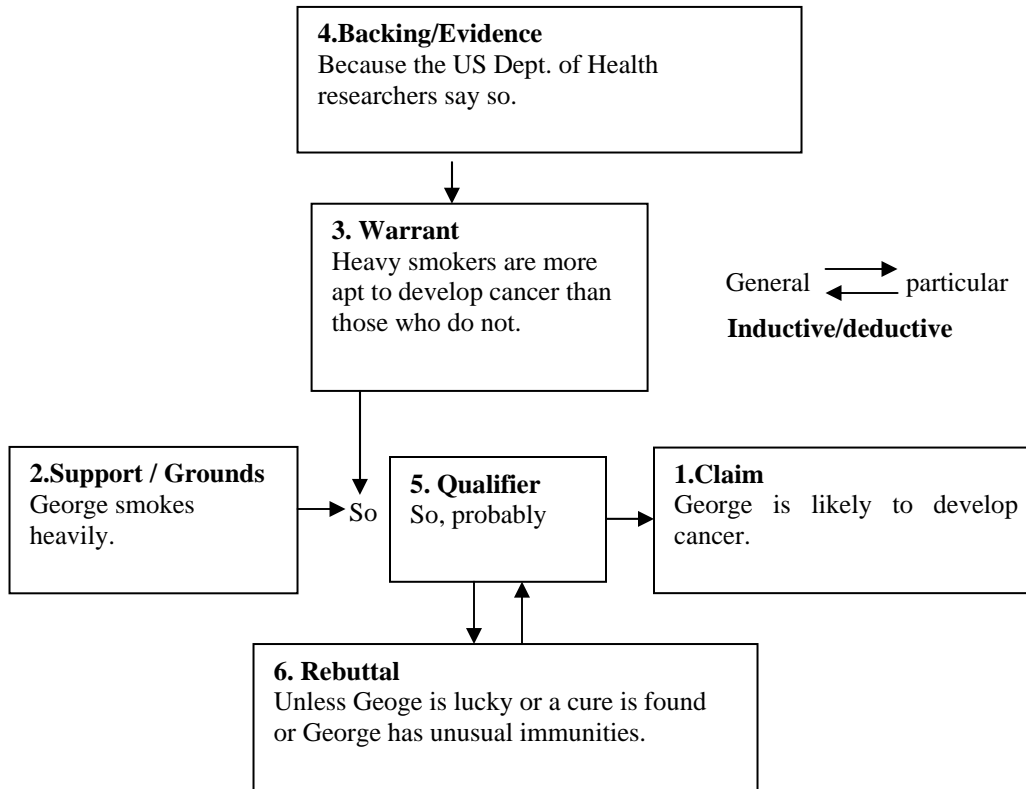 4.Backing/Evidence
Because the US Dept. of Health
researchers say so.
3. Warrant
Heavy smokers are more
apt to develop cancer than
those who do not.
General particular
Inductive/deductive
2.Support / Grounds
George smokes
heavily.
So
5. Qualifier
So, probably
1.Claim
George is likely to develop
cancer.
6. Rebuttal
Unless Geoge is lucky or a cure is found
or George has unusual immunities.